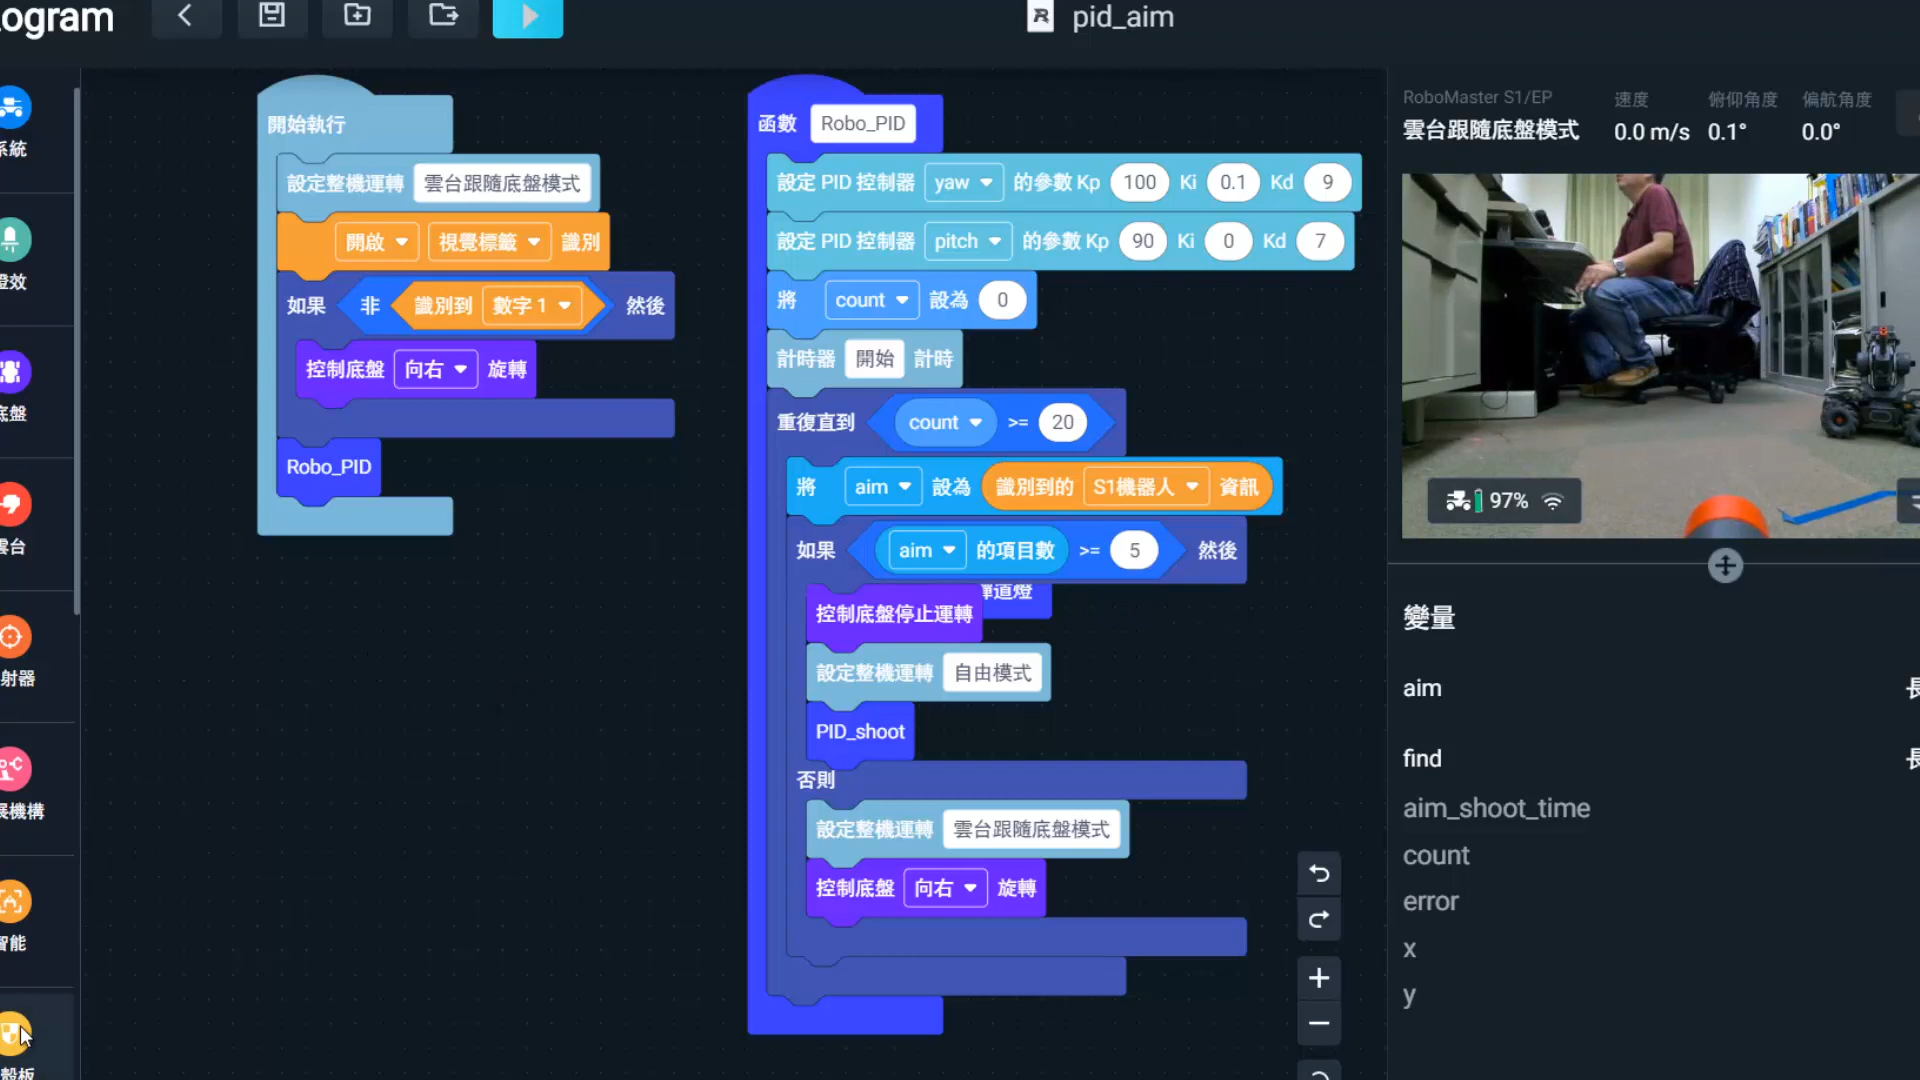 ogram
pid_aim
系統
燈效
底盤
雲台
射器
展機構
智能
開始執行
設定整機運轉 雲台跟隨底盤模式
開啟 視覺標籤 識別
如果 非 識別到 數字 1 然後
控制底盤 向右 旋轉
Robo_PID
函數 Robo_PID
設定 PID 控制器 yaw 的參數 Kp 100 Ki 0.1 Kd 9
設定 PID 控制器 pitch 的參數 Kp 90 Ki 0 Kd 7
將 count 設為 0
計時器 開始 計時
重復直到 count >= 20
將 aim 設為 識別到的 S1機器人 資訊
如果 aim 的項目數 >= 5 然後
彈道燈
控制底盤停止運轉
設定整機運轉 自由模式
PID_shoot
否則
設定整機運轉 雲台跟隨底盤模式
控制底盤 向右 旋轉
RoboMaster S1/EP
雲台跟隨底盤模式
速度
0.0 m/s
俯仰角度
0.1°
偏航角度
0.0°
97%
變量
aim
find
aim_shoot_time
count
error
x
y